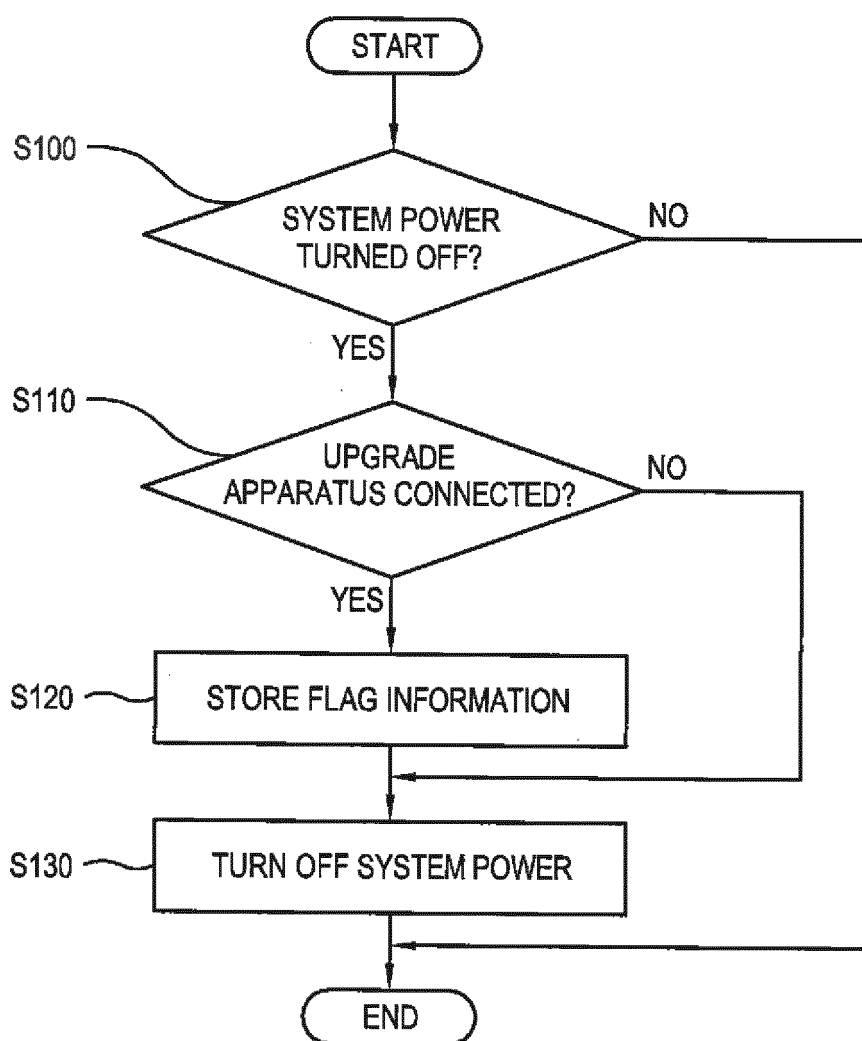 START
S100
SYSTEM POWER
TURNED OFF?
NO
YES
S110
UPGRADE
APPARATUS CONNECTED?
NO
YES
S120
STORE FLAG INFORMATION
S130
TURN OFF SYSTEM POWER
END